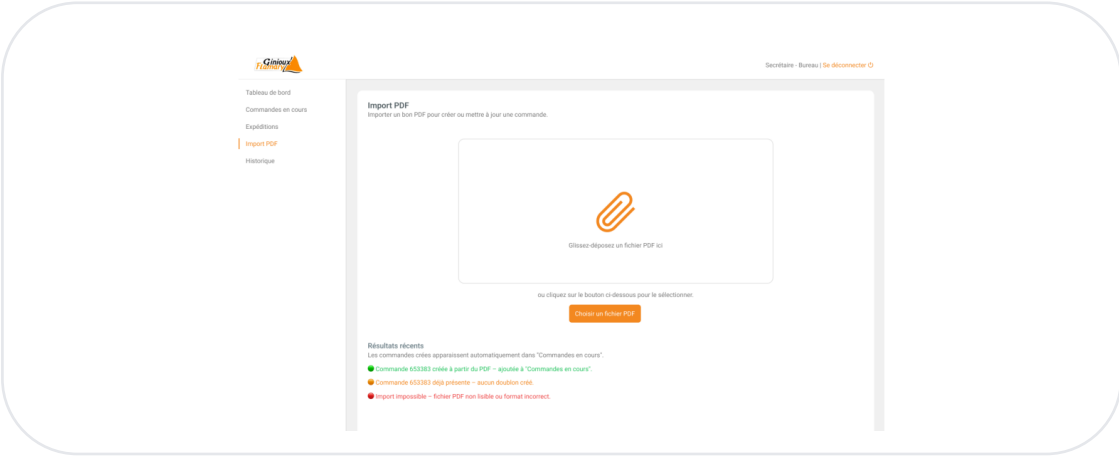 Ginioux
Secrétaire - Bureau | Se déconnecter
Tableau de bord
Commandes en cours
Expéditions
Import PDF
Historique
Import PDF
Importer un bon PDF pour créer ou mettre à jour une commande.
Glissez-déposez un fichier PDF ici
ou cliquez sur le bouton ci-dessous pour le sélectionner.
Choisir un fichier PDF
Résultats récents
Les commandes crées apparaissent automatiquement dans "Commandes en cours".
Commande 653383 créée à partir du PDF – ajoutée à "Commandes en cours".
Commande 653383 déjà présente – aucun doublon créé.
Import impossible – fichier PDF non lisible ou format incorrect.